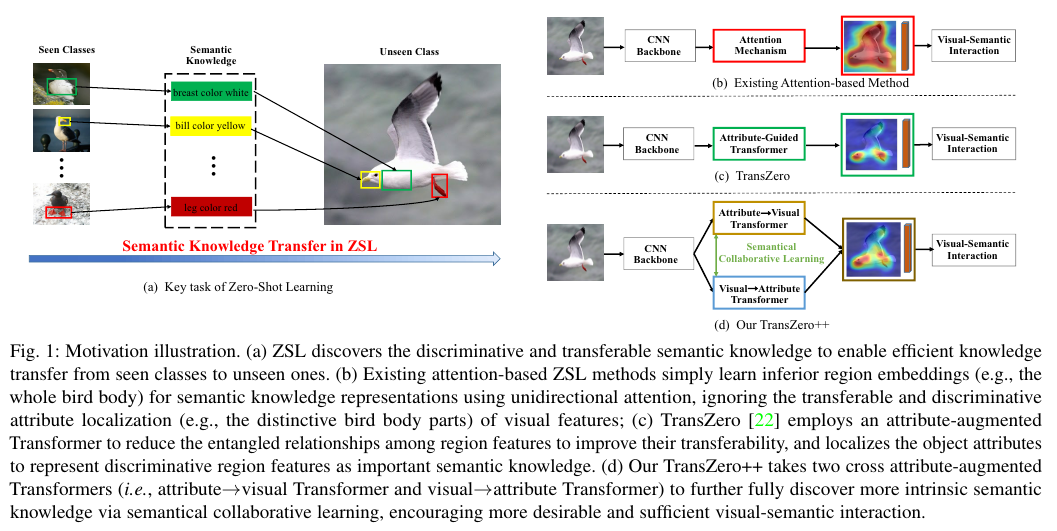 Seen Classes
Semantic
Knowledge
Unseen Class
breast color white
bill color yellow
leg color red
Semantic Knowledge Transfer in ZSL
(a) Key task of Zero-Shot Learning
CNN
Backbone
Attention
Mechanism
Visual-Semantic
Interaction
(b) Existing Attention-based Method
CNN
Backbone
Attribute-Guided
Transformer
Visual-Semantic
Interaction
(c) TransZero
CNN
Backbone
Attribute→Visual
Transformer
Semantical
Collaborative Learning
Visual→Attribute
Transformer
Visual-Semantic
Interaction
(d) Our TransZero++
Fig. 1: Motivation illustration. (a) ZSL discovers the discriminative and transferable semantic knowledge to enable efficient knowledge
transfer from seen classes to unseen ones. (b) Existing attention-based ZSL methods simply learn inferior region embeddings (e.g., the
whole bird body) for semantic knowledge representations using unidirectional attention, ignoring the transferable and discriminative
attribute localization (e.g., the distinctive bird body parts) of visual features; (c) TransZero [22] employs an attribute-augmented
Transformer to reduce the entangled relationships among region features to improve their transferability, and localizes the object attributes
to represent discriminative region features as important semantic knowledge. (d) Our TransZero++ takes two cross attribute-augmented
Transformers (i.e., attribute→visual Transformer and visual→attribute Transformer) to further fully discover more intrinsic semantic
knowledge via semantical collaborative learning, encouraging more desirable and sufficient visual-semantic interaction.